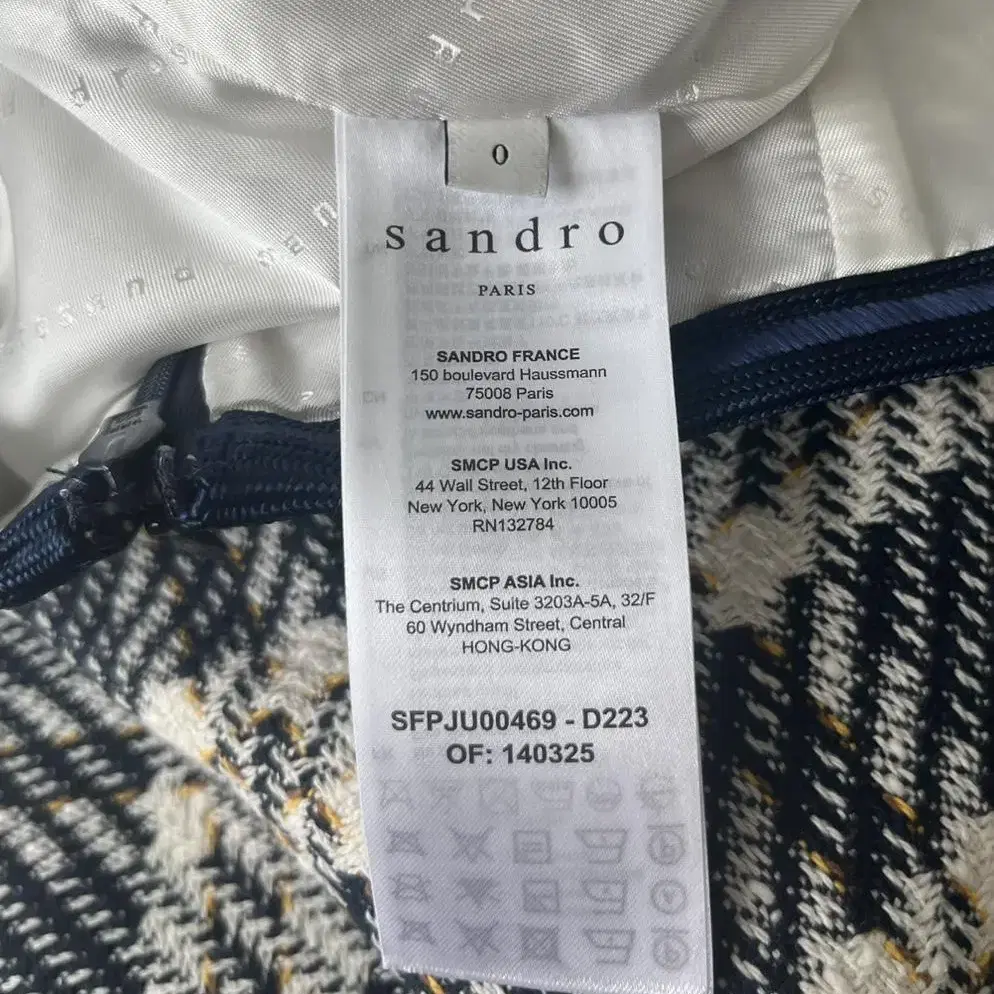 0
sandro
PARIS
SANDRO FRANCE
150 boulevard Haussmann
75008 Paris
www.sandro-paris.com
SMCP USA Inc.
44 Wall Street, 12th Floor
New York, New York 10005
RN132784
SMCP ASIA Inc.
The Centrium, Suite 3203A-5A, 32/F
60 Wyndham Street, Central
HONG-KONG
SFPJU00469 - D223
OF: 140325